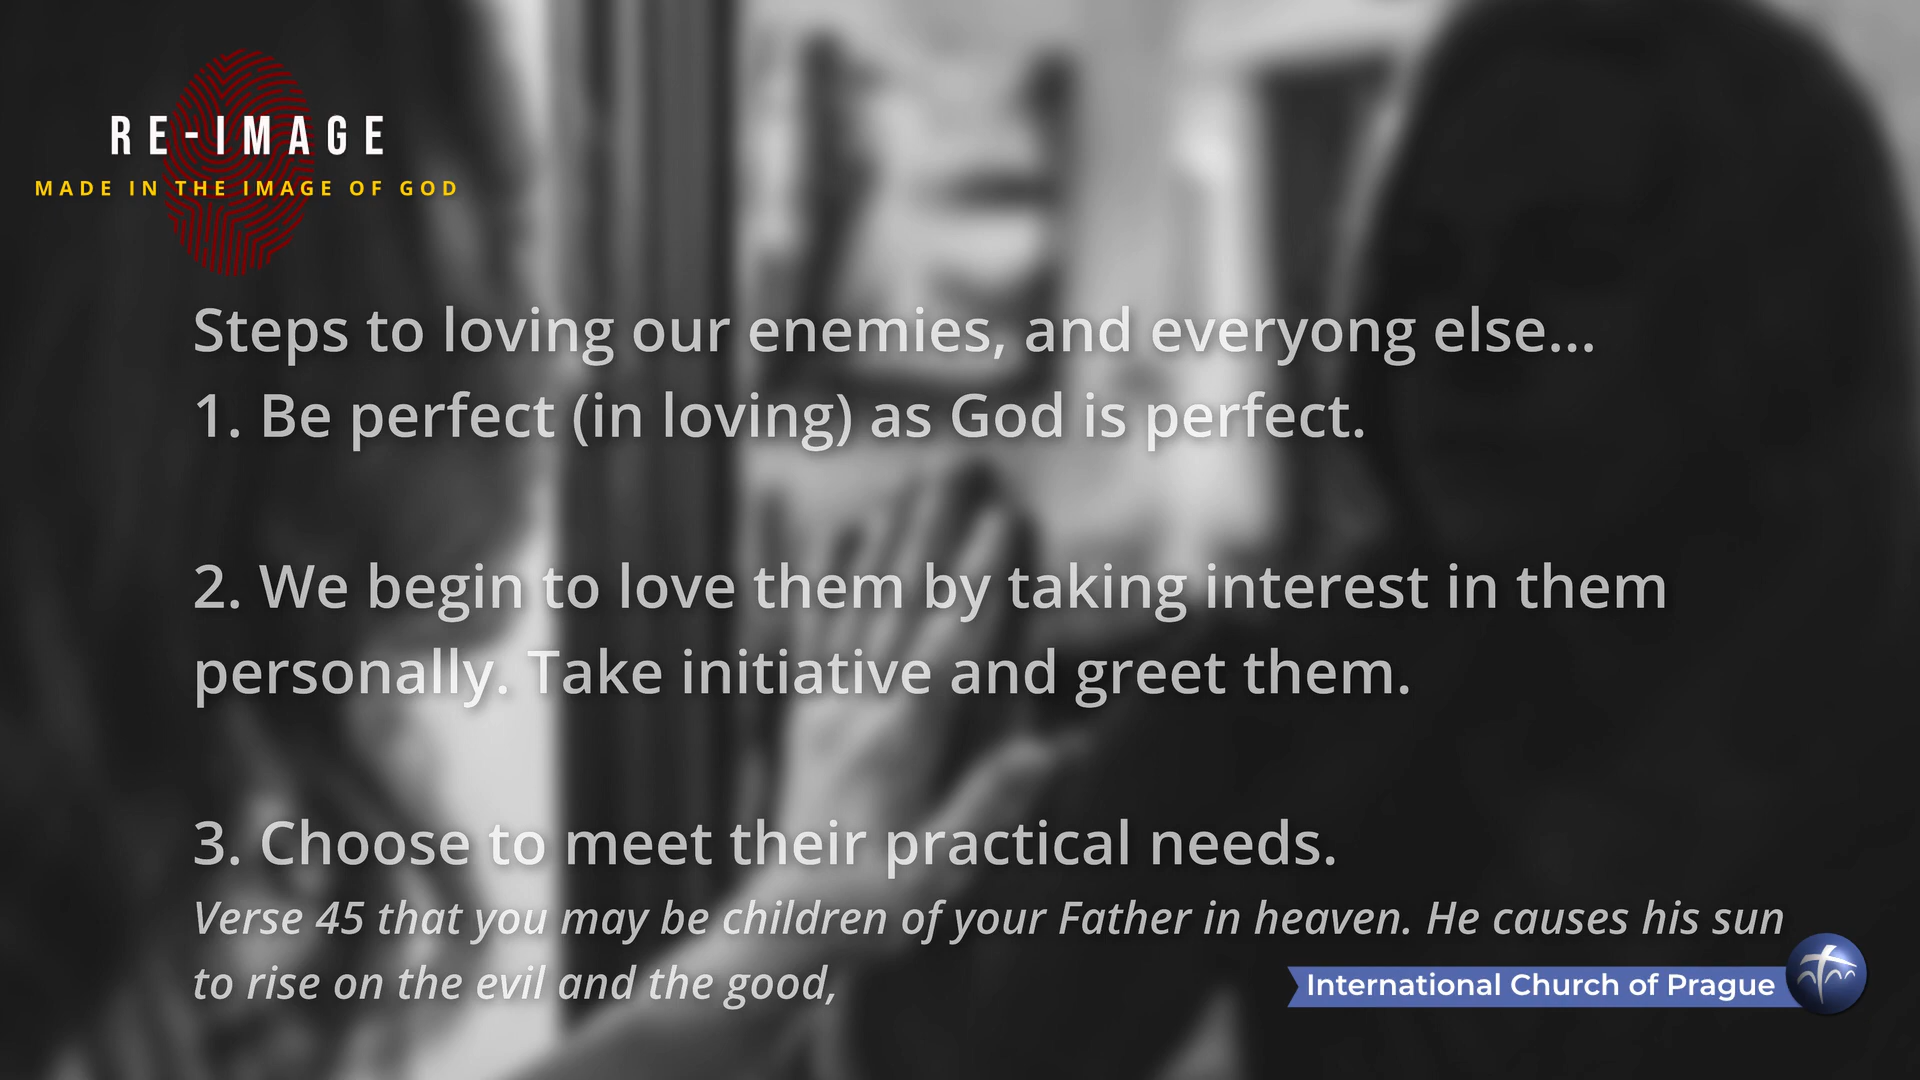 RE-IMAGE
MADE IN THE IMAGE OF GOD
Steps to loving our enemies, and everyong else...
1. Be perfect (in loving) as God is perfect.
2. We begin to love them by taking interest in them
personally. Take initiative and greet them.
3. Choose to meet their practical needs.
Verse 45 that you may be children of your Father in heaven. He causes his sun
to rise on the evil and the good,
International Church of Prague